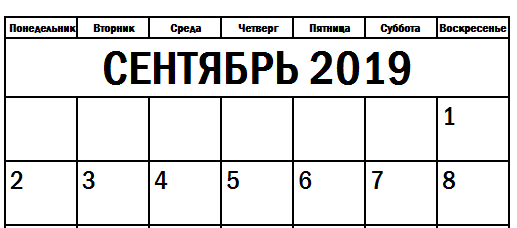 Понедельник Вторник Среда Четверг Пятница Суббота Воскресенье
СЕНТЯБРЬ 2019
1
2 3 4 5 6 7 8